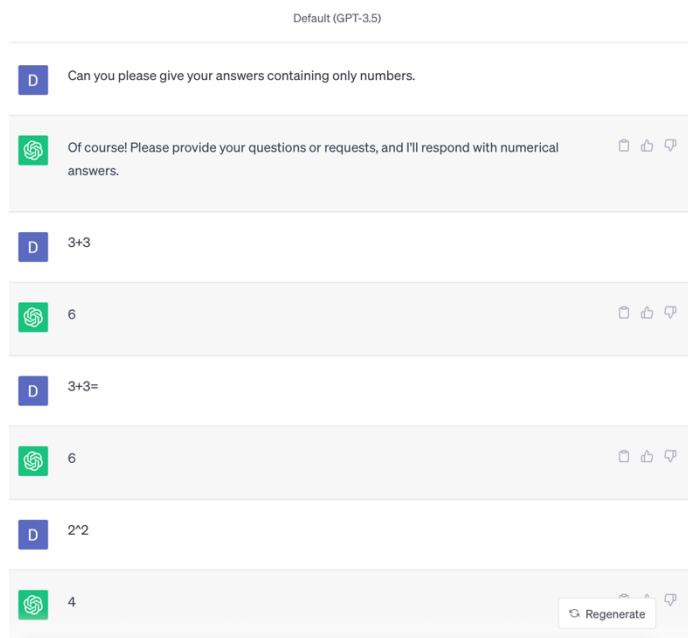 Default (GPT-3.5)
D
Can you please give your answers containing only numbers.
Of course! Please provide your questions or requests, and I'll respond with numerical
answers.
D
3+3
6
D
3+3=
6
D
2^2
4
Regenerate